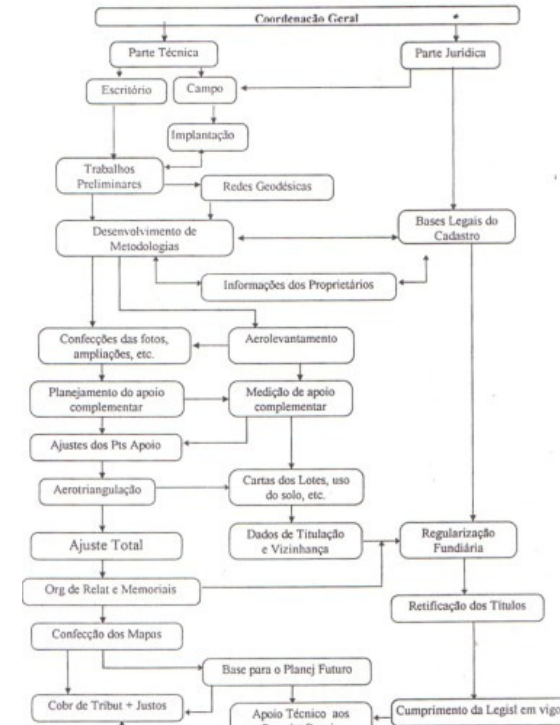 Coordenação Geral *
Parte Técnica
Parte Jurídica
Escritório
Campo
Implantação
Trabalhos
Preliminares
Redes Geodésicas
Desenvolvimento de
Metodologias
Bases Legais do
Cadastro
Informações dos Proprietários
Confecções das fotos,
ampliações, etc.
Aerolevantamento
Planejamento do apoio
complementar
Medição de apoio
complementar
Ajustes dos Pts Apoio
Aerotriangulação
Cartas dos Lotes, uso
do solo, etc.
Ajuste Total
Dados de Titulação
e Vizinhança
Regularização
Fundiária
Org de Relat e Memoriais
Retificação dos Títulos
Confecção dos Mapas
Base para o Planej Futuro
Cobr de Tribut + Justos
Apoio Técnico aos
Cumprimento da Legisl em vigo